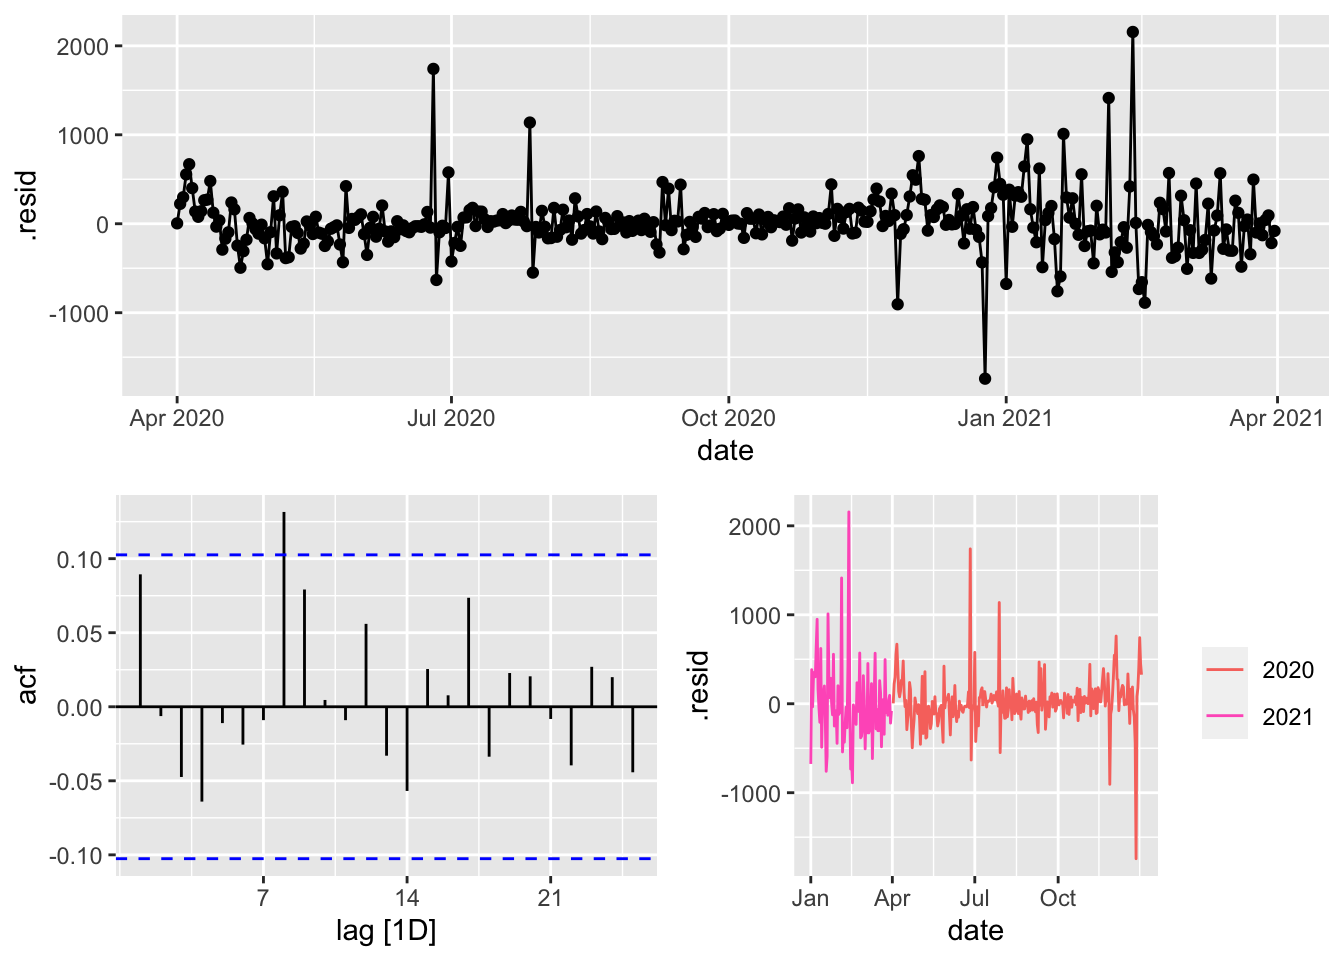 2000
1000
0
-1000
.resid
Apr 2020 Jul 2020 Oct 2020 Jan 2021 Apr 2021
date
0.10
0.05
0.00
-0.05
-0.10
acf
7 14 21
lag [1D]
2000
1000
0
-1000
.resid
Jan Apr Jul Oct
date
2020
2021